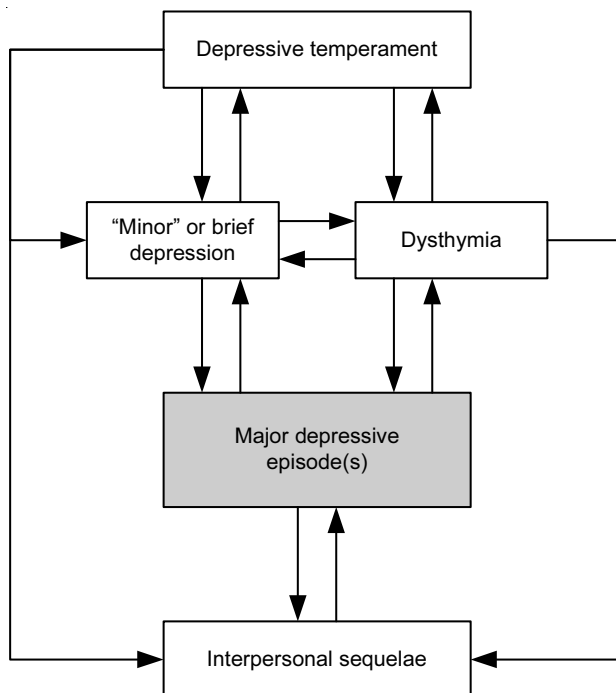 Depressive temperament
“Minor” or brief
depression
Dysthymia
Major depressive
episode(s)
Interpersonal sequelae